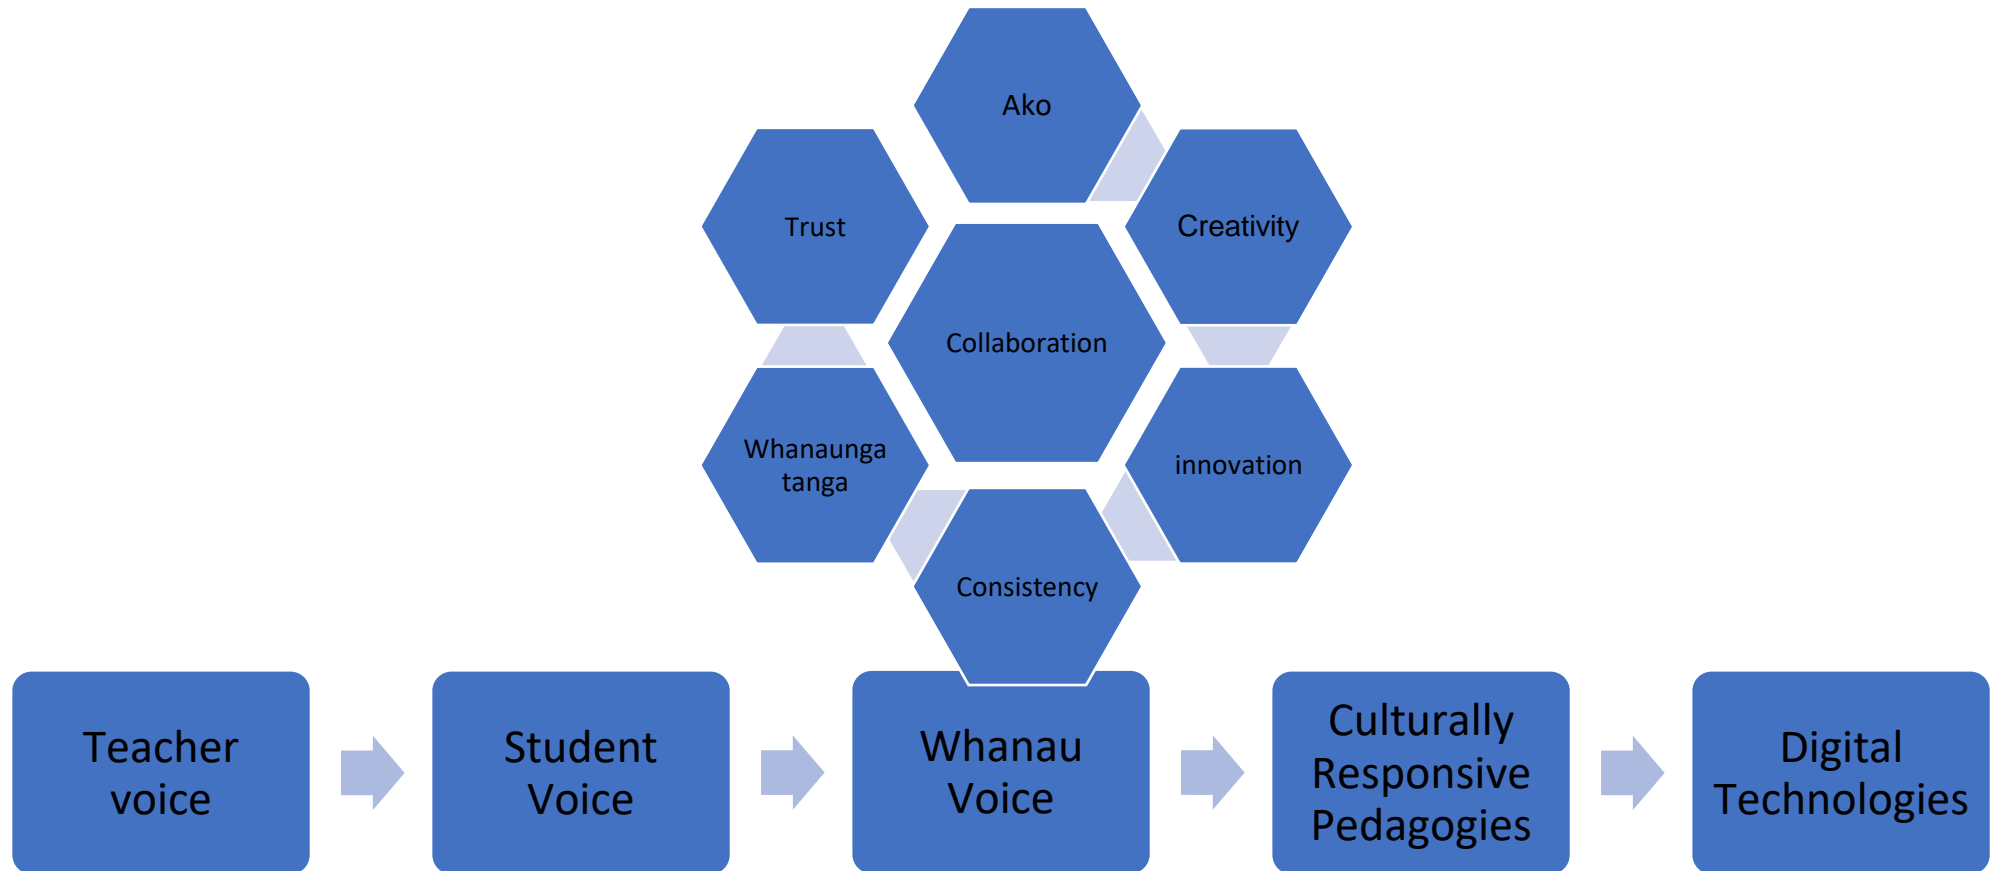 Ako
Trust
Creativity
Collaboration
Whanaunga
tanga
innovation
Consistency
Teacher
voice
Student
Voice
Whanau
Voice
Culturally
Responsive
Pedagogies
Digital
Technologies